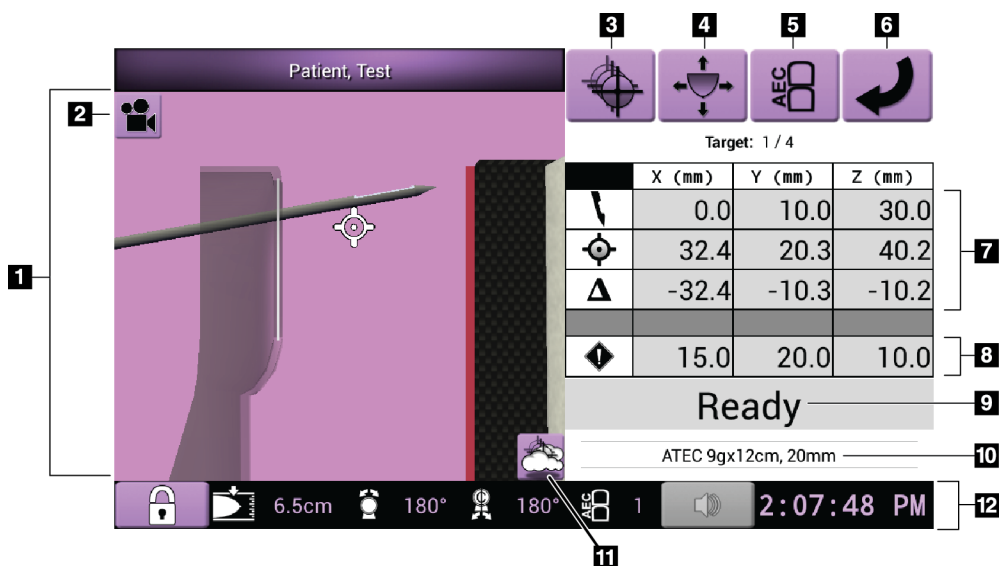 3 4 5 6
Patient, Test
AEC
1
2
Target: 1 / 4
X (mm) Y (mm) Z (mm)
0.0 10.0 30.0
32.4 20.3 40.2
7
Δ -32.4 -10.3 -10.2
15.0 20.0 10.0 8
Ready 9
ATEC 9gx12cm, 20mm 10
6.5cm 180° 180° AEC 1 2:07:48 PM 12
11